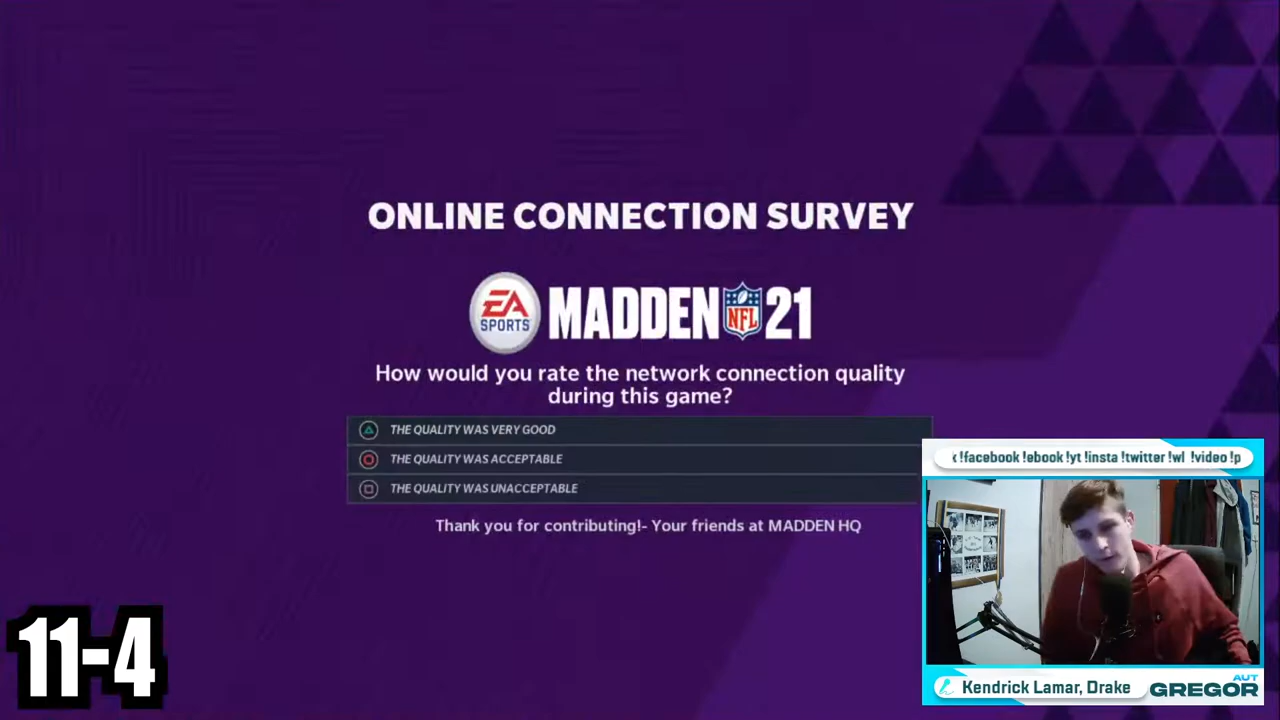 ONLINE CONNECTION SURVEY
EA
SPORTS
MADDEN NFL 21
How would you rate the network connection quality
during this game?
THE QUALITY WAS VERY GOOD
THE QUALITY WAS ACCEPTABLE
THE QUALITY WAS UNACCEPTABLE
Thank you for contributing!- Your friends at MADDEN HQ
!facebook !ebook !yt !insta !twitter !wl !video !p
11-4
Kendrick Lamar, Drake
AUT
GREGOR